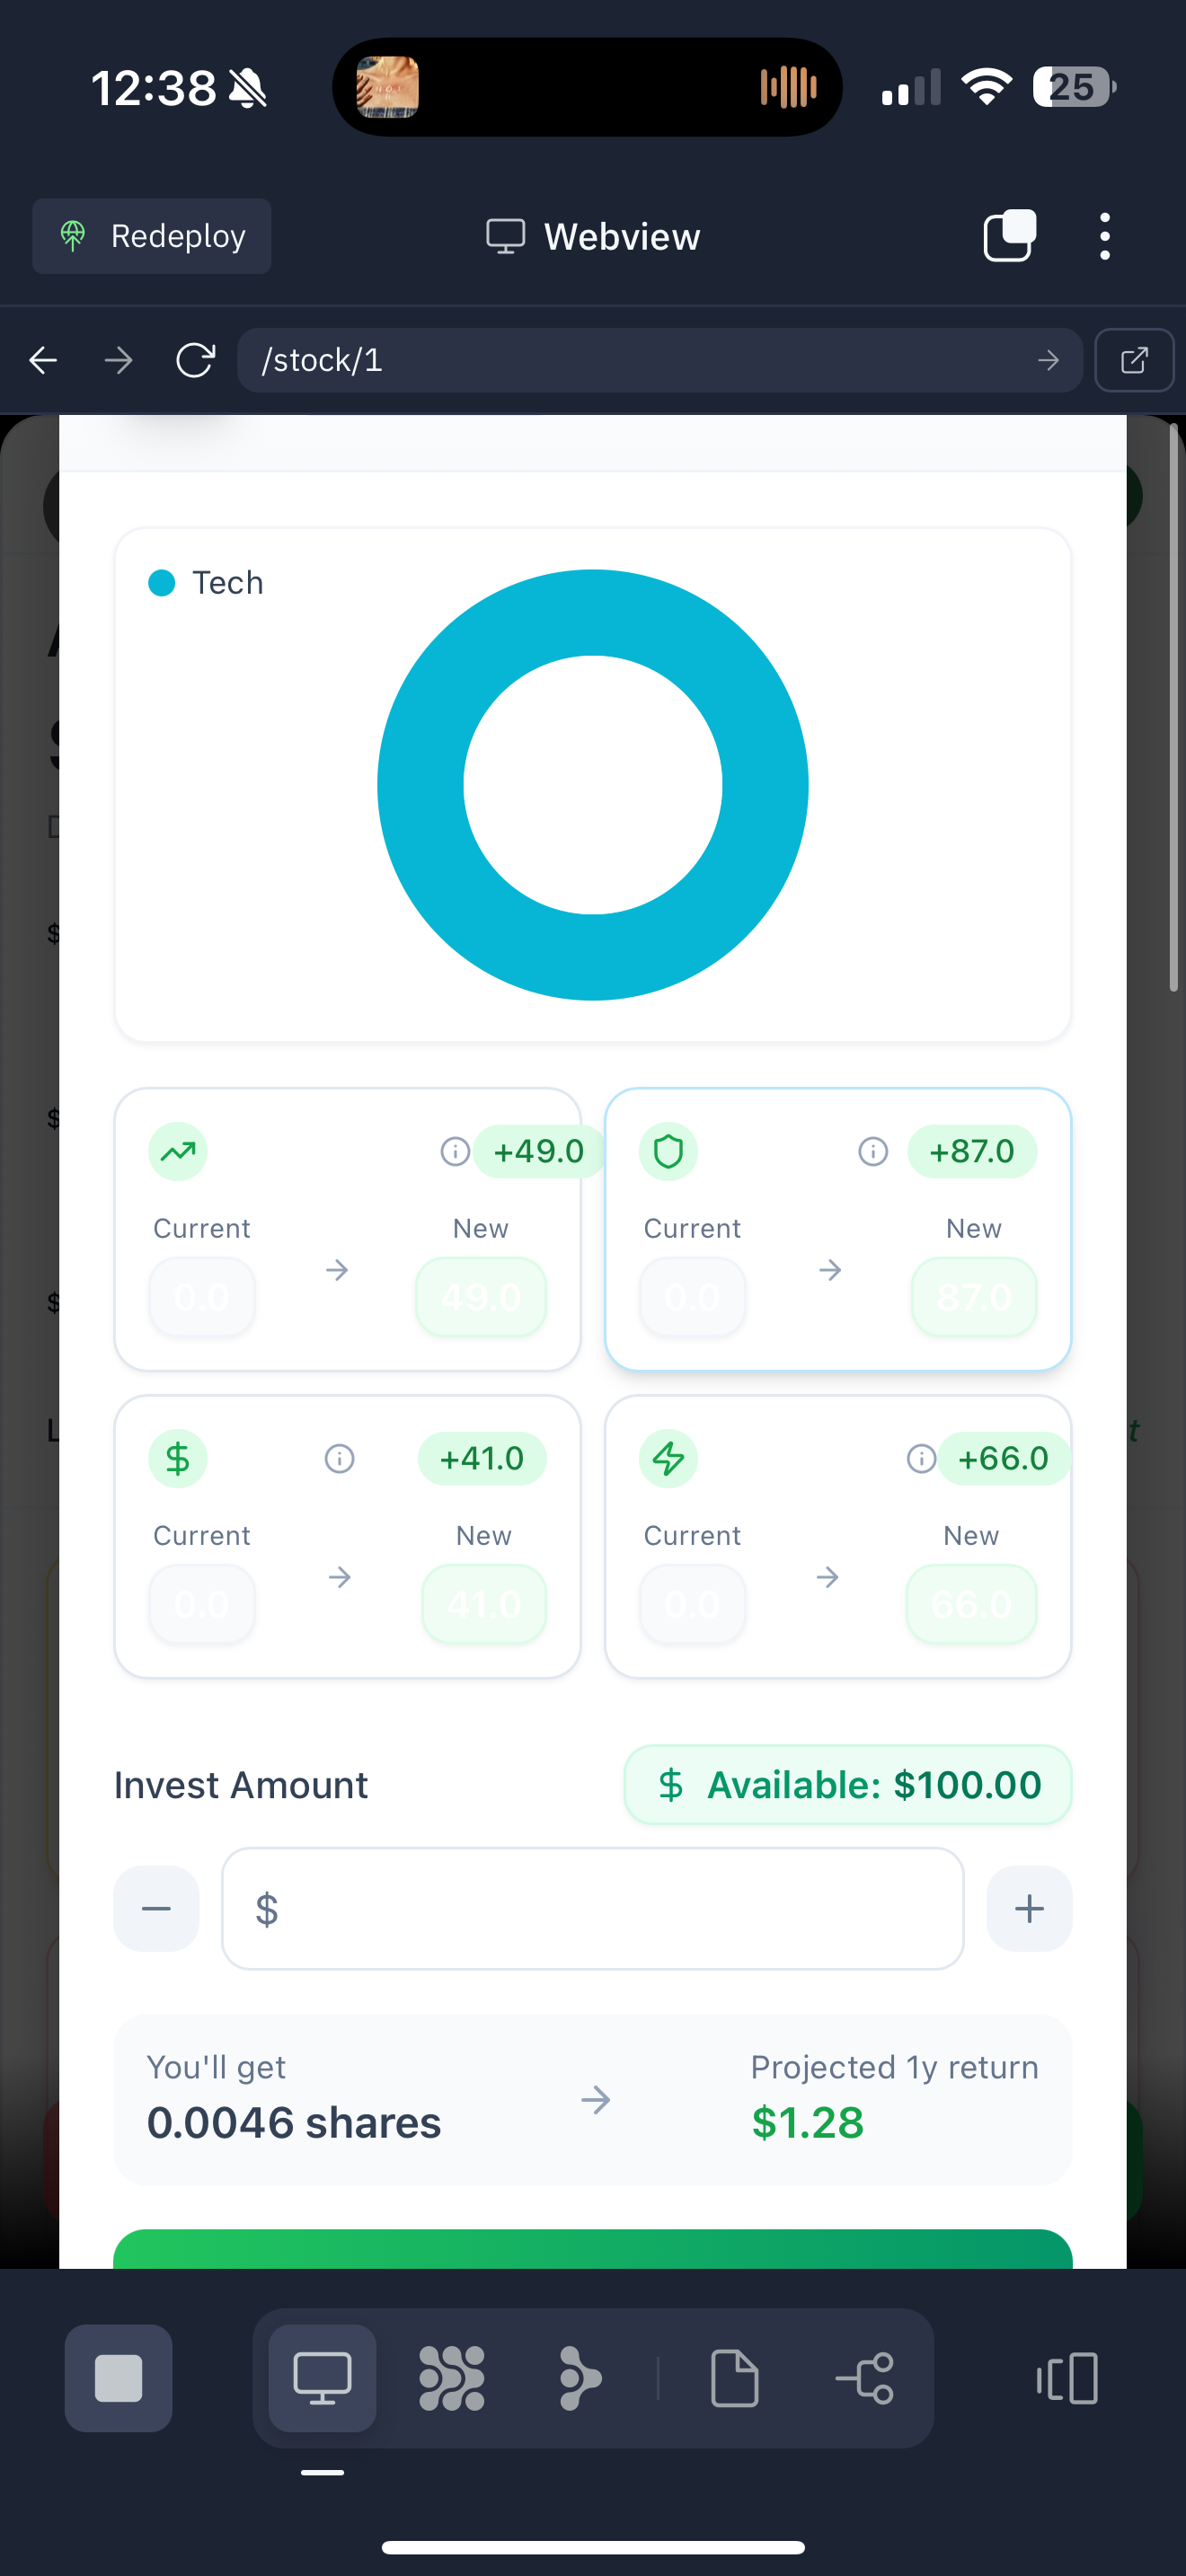 12:38
25
Redeploy
Webview
/stock/1
Tech
+49.0
+87.0
Current
New
Current
New
0.0
49.0
0.0
87.0
+41.0
+66.0
Current
New
Current
New
0.0
41.0
0.0
66.0
Invest Amount
$ Available: $100.00
$
You'll get
Projected 1y return
0.0046 shares
$1.28